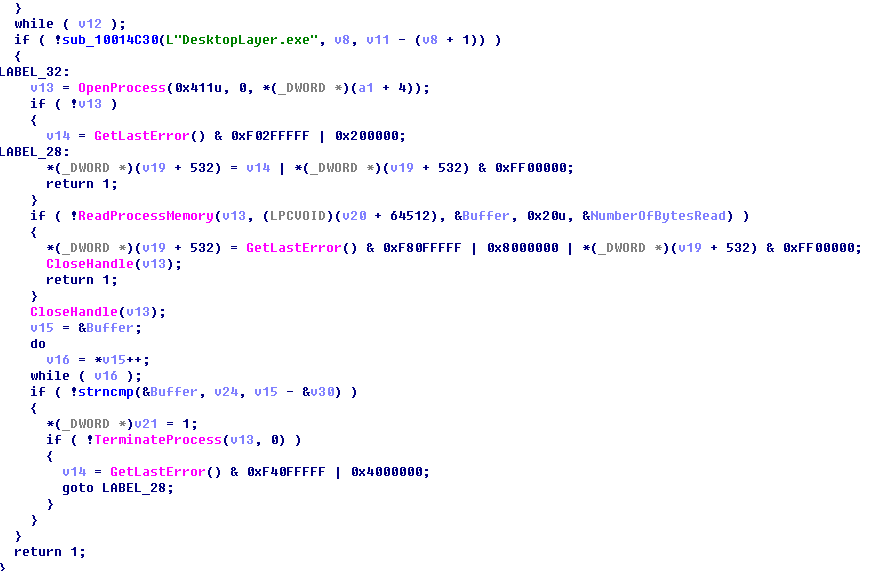 }
while ( v12 );
if ( !sub_10014C30(L"DesktopLayer.exe", v8, v11 - (v8 + 1)) )
{
LABEL_32:
v13 = OpenProcess(0x411u, 0, *(_DWORD *)(a1 + 4));
if ( !v13 )
{
v14 = GetLastError() & 0xF02FFFFF | 0x200000;
LABEL_28:
*(_DWORD *)(v19 + 532) = v14 | *(_DWORD *)(v19 + 532) & 0xFF00000;
return 1;
}
if ( !ReadProcessMemory(v13, (LPCVOID)(v20 + 64512), &Buffer, 0x20u, &NumberOfBytesRead) )
{
*(_DWORD *)(v19 + 532) = GetLastError() & 0xF80FFFFF | 0x8000000 | *(_DWORD *)(v19 + 532) & 0xFF00000;
CloseHandle(v13);
return 1;
}
CloseHandle(v13);
v15 = &Buffer;
do
v16 = *v15++;
while ( v16 );
if ( !strncmp(&Buffer, v24, v15 - &v30) )
{
*(_DWORD *)v21 = 1;
if ( !TerminateProcess(v13, 0) )
{
v14 = GetLastError() & 0xF40FFFFF | 0x4000000;
goto LABEL_28;
}
}
}
return 1;
}